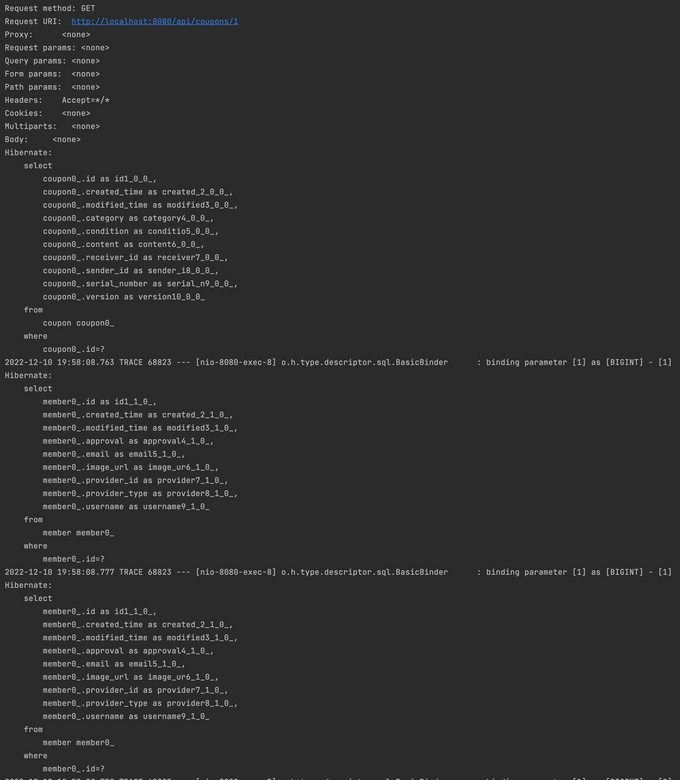 Request method: GET
Request URI: http://localhost:8080/api/coupons/1
Proxy: <none>
Request params: <none>
Query params: <none>
Form params: <none>
Path params: <none>
Headers: Accept=*/*
Cookies: <none>
Multiparts: <none>
Body: <none>
Hibernate:
select
coupon0_.id as id1_0_0_,
coupon0_.created_time as created_2_0_0_,
coupon0_.modified_time as modified3_0_0_,
coupon0_.category as category4_0_0_,
coupon0_.condition as conditio5_0_0_,
coupon0_.content as content6_0_0_,
coupon0_.receiver_id as receiver7_0_0_,
coupon0_.sender_id as sender_i8_0_0_,
coupon0_.serial_number as serial_n9_0_0_,
coupon0_.version as version10_0_0_
from
coupon coupon0_
where
coupon0_.id=?
2022-12-10 19:58:08.763 TRACE 68823 --- [nio-8080-exec-8] o.h.type.descriptor.sql.BasicBinder : binding parameter [1] as [BIGINT] - [1]
Hibernate:
select
member0_.id as id1_1_0_,
member0_.created_time as created_2_1_0_,
member0_.modified_time as modified3_1_0_,
member0_.approval as approval4_1_0_,
member0_.email as email5_1_0_,
member0_.image_url as image_ur6_1_0_,
member0_.provider_id as provider7_1_0_,
member0_.provider_type as provider8_1_0_,
member0_.username as username9_1_0_
from
member member0_
where
member0_.id=?
2022-12-10 19:58:08.777 TRACE 68823 --- [nio-8080-exec-8] o.h.type.descriptor.sql.BasicBinder : binding parameter [1] as [BIGINT] - [1]
Hibernate:
select
member0_.id as id1_1_0_,
member0_.created_time as created_2_1_0_,
member0_.modified_time as modified3_1_0_,
member0_.approval as approval4_1_0_,
member0_.email as email5_1_0_,
member0_.image_url as image_ur6_1_0_,
member0_.provider_id as provider7_1_0_,
member0_.provider_type as provider8_1_0_,
member0_.username as username9_1_0_
from
member member0_
where
member0_.id=?